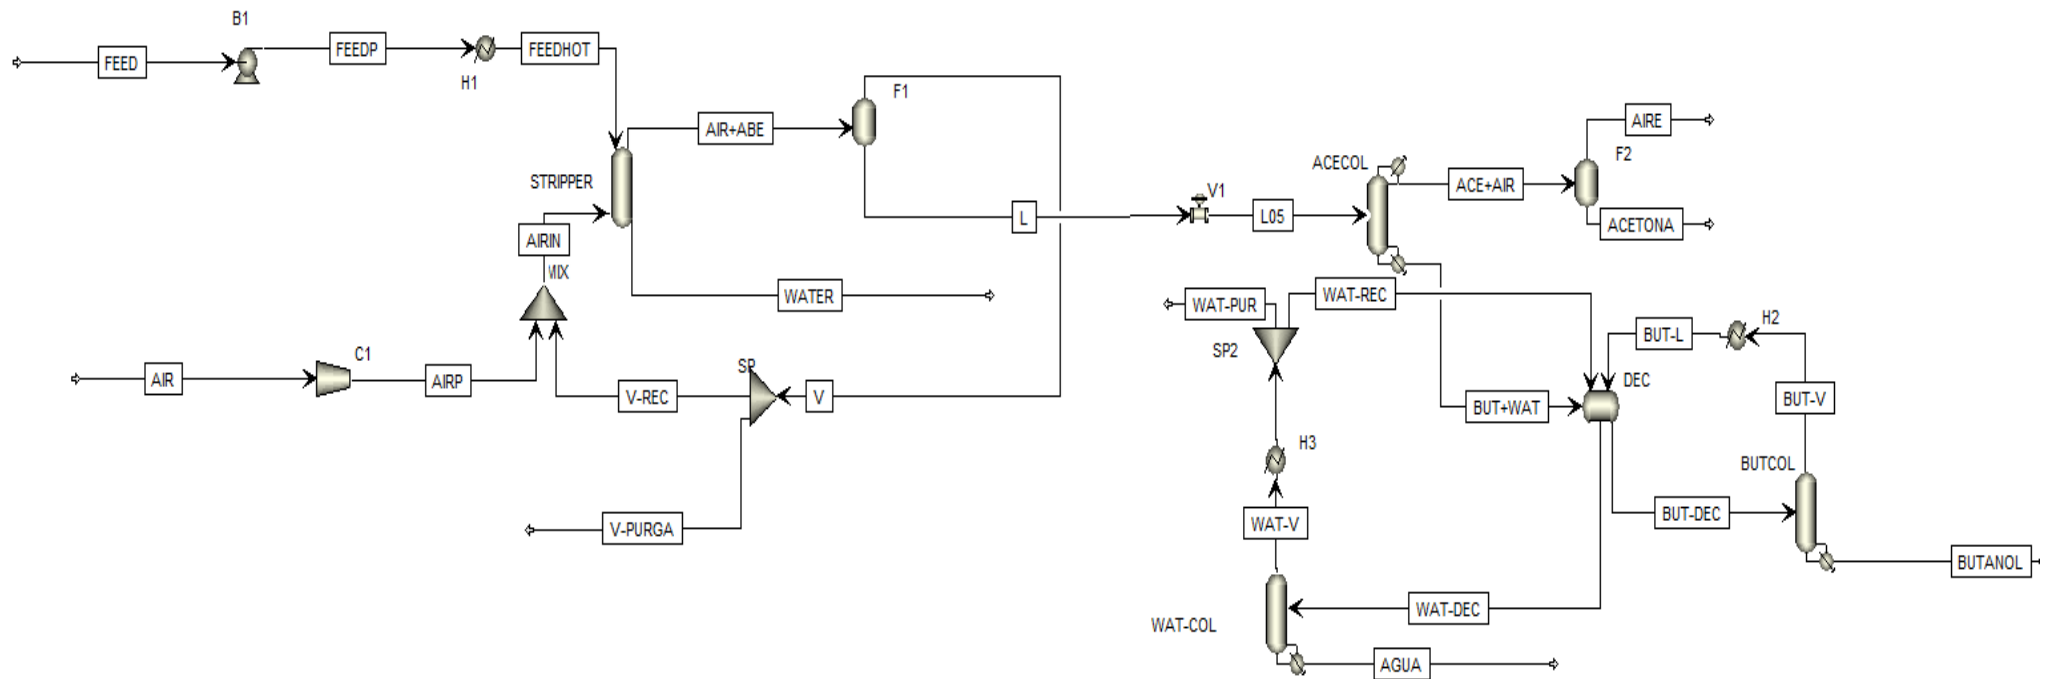 B1
FEED
FEEDP
FEEDHOT
H1
F1
AIR+ABE
STRIPPER
AIRIN
MIX
WATER
L
V1
L05
ACECOL
ACE+AIR
AIRE
F2
ACETONA
AIR
C1
AIRP
V-REC
SP
V
V-PURGA
WAT-PUR
WAT-REC
SP2
BUT-L
H2
DEC
BUT+WAT
BUT-V
H3
BUTCOL
WAT-V
BUT-DEC
BUTANOL
WAT-COL
WAT-DEC
AGUA